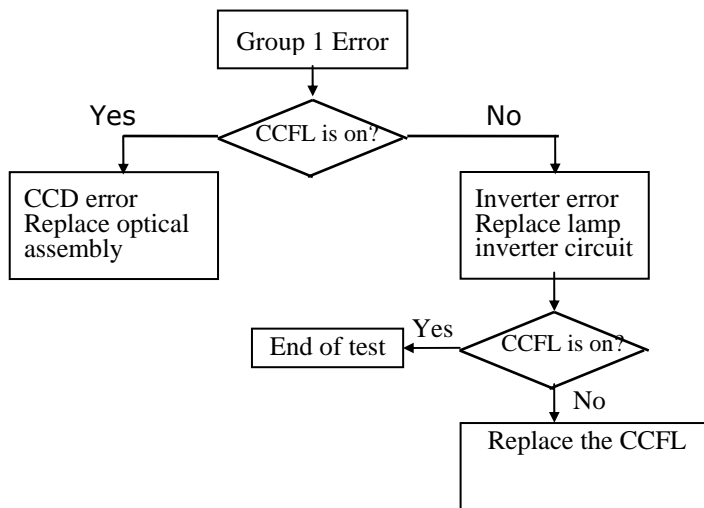 Group 1 Error
Yes
CCFL is on?
No
CCD error
Replace optical
assembly
Inverter error
Replace lamp
inverter circuit
End of test
Yes
CCFL is on?
No
Replace the CCFL